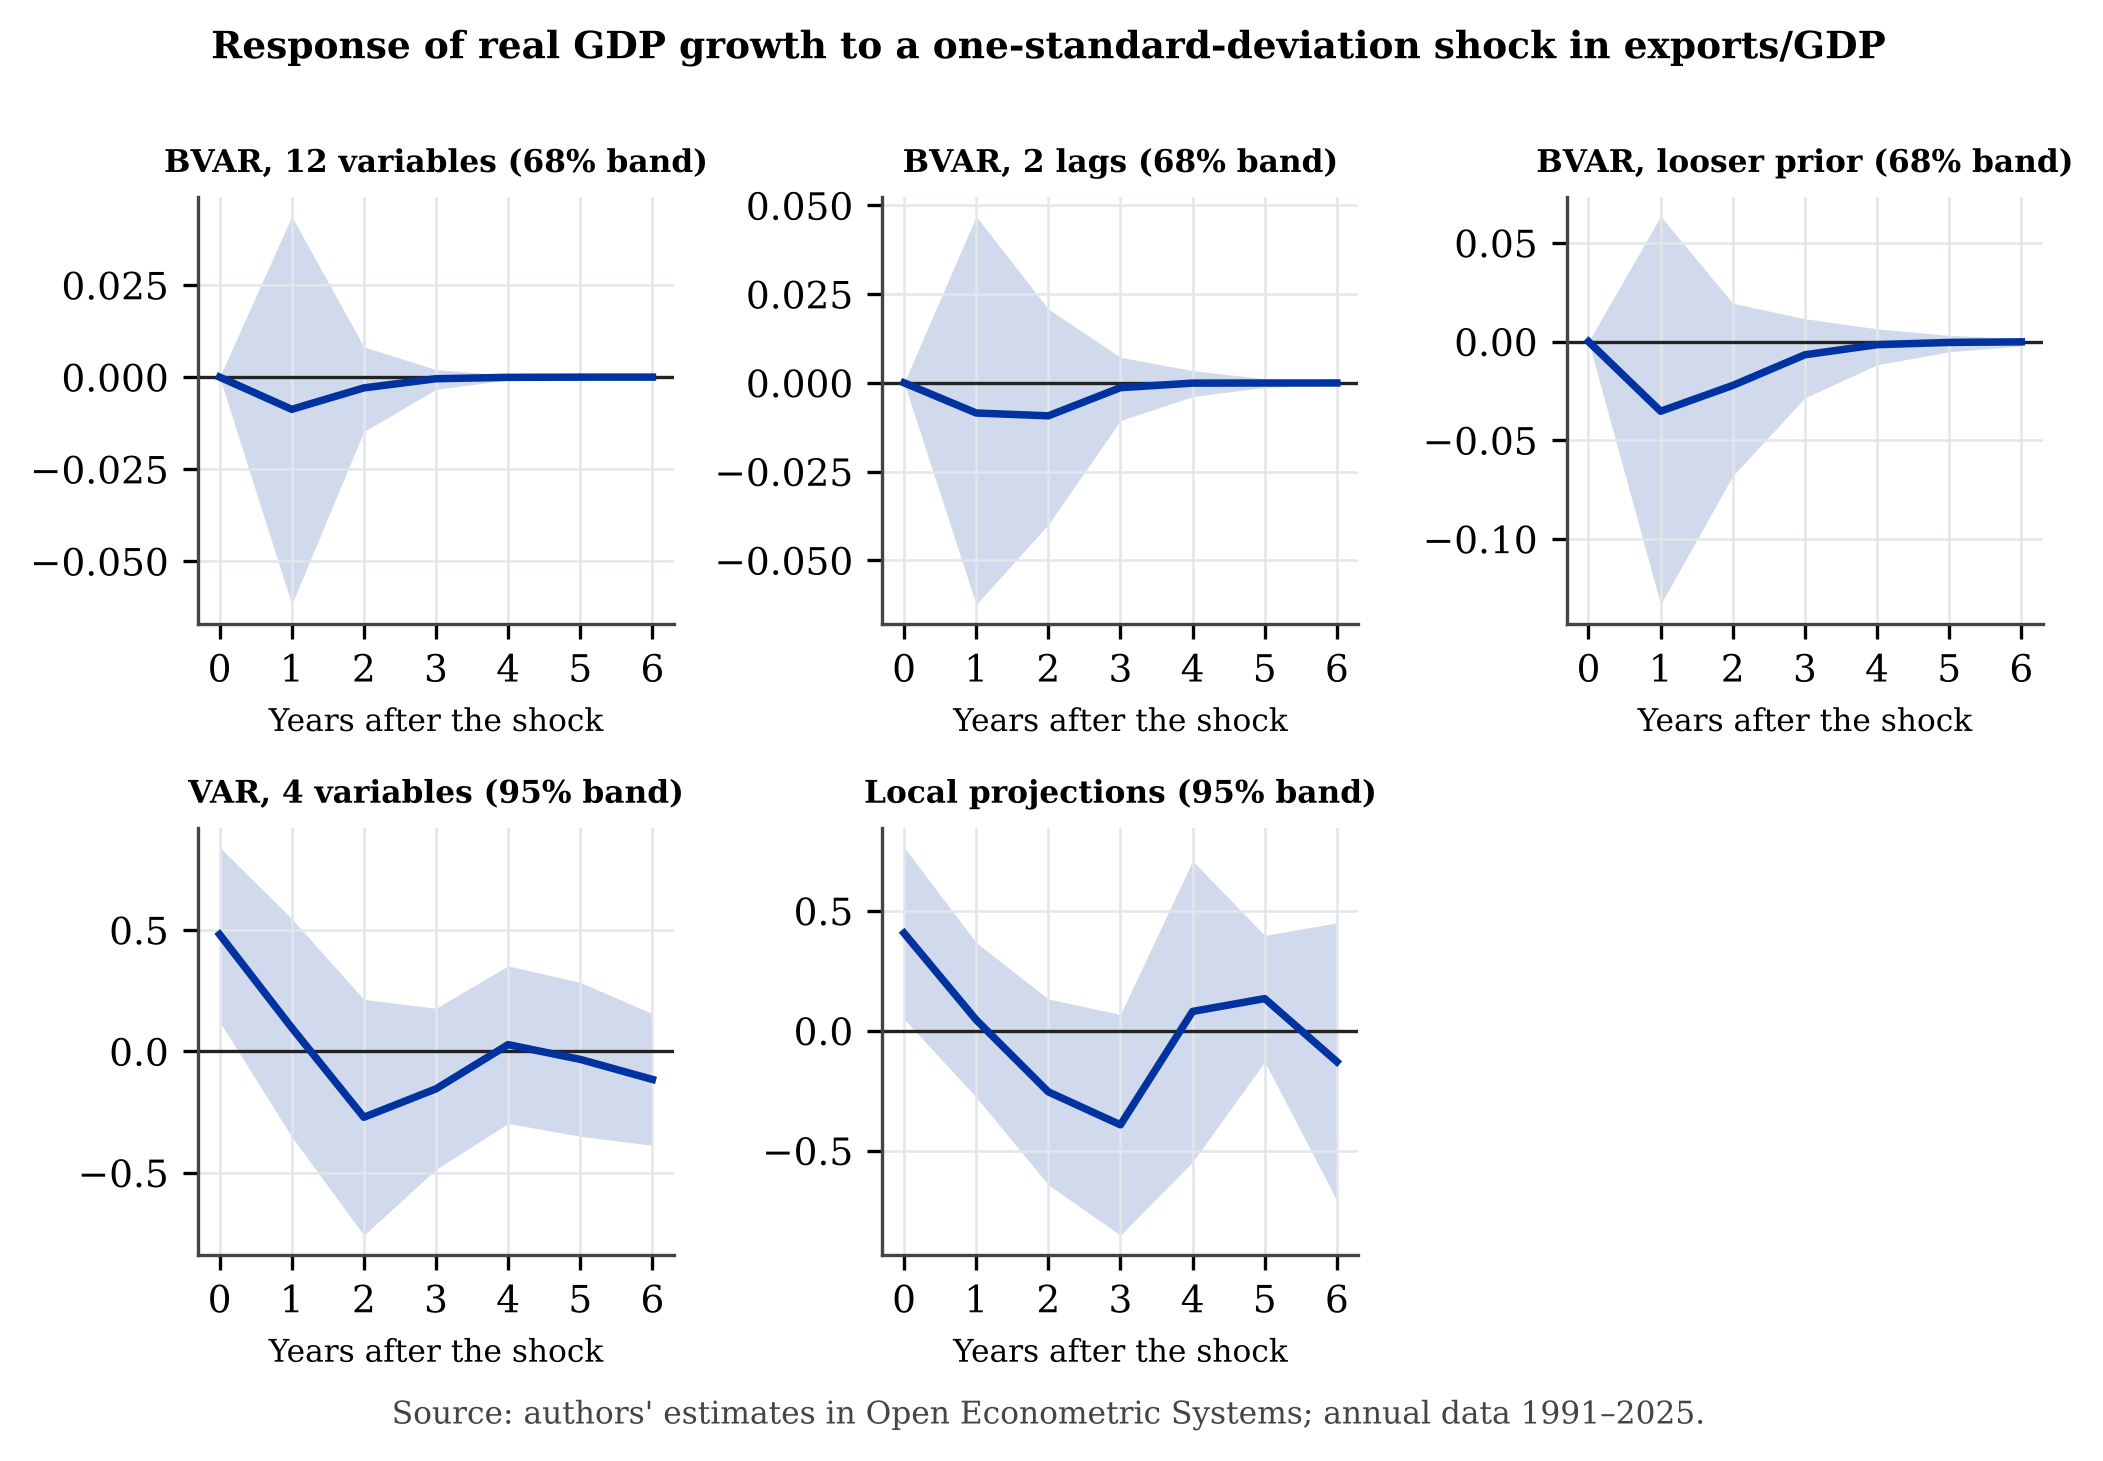 Response of real GDP growth to a one-standard-deviation shock in exports/GDP
BVAR, 12 variables (68% band)
0.025
0.000
−0.025
−0.050
0 1 2 3 4 5 6
Years after the shock
BVAR, 2 lags (68% band)
0.050
0.025
0.000
−0.025
−0.050
0 1 2 3 4 5 6
Years after the shock
BVAR, looser prior (68% band)
0.05
0.00
−0.05
−0.10
0 1 2 3 4 5 6
Years after the shock
VAR, 4 variables (95% band)
0.5
0.0
−0.5
0 1 2 3 4 5 6
Years after the shock
Local projections (95% band)
0.5
0.0
−0.5
0 1 2 3 4 5 6
Years after the shock
Source: authors' estimates in Open Econometric Systems; annual data 1991–2025.